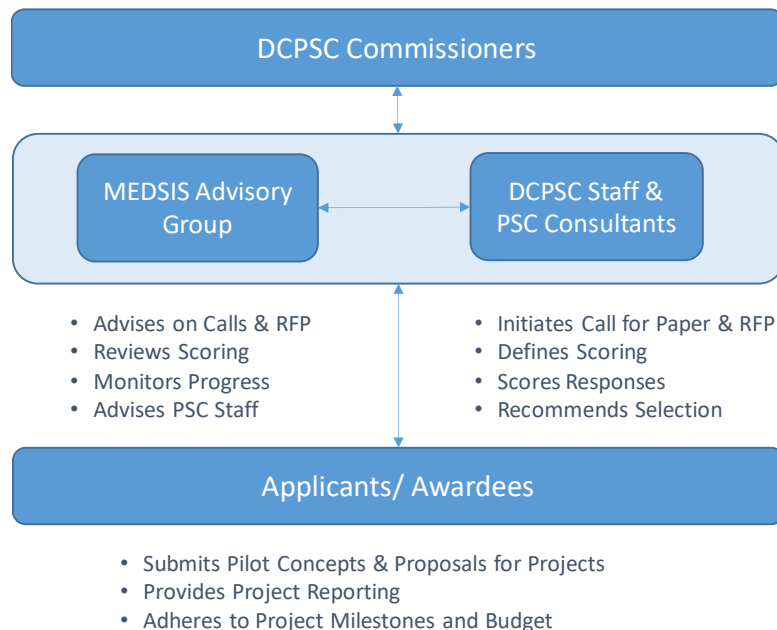 DCPSC Commissioners
MEDSIS Advisory
Group
DCPSC Staff &
PSC Consultants
• Advises on Calls & RFP
• Reviews Scoring
• Monitors Progress
• Advises PSC Staff
• Initiates Call for Paper & RFP
• Defines Scoring
• Scores Responses
• Recommends Selection
Applicants/ Awardees
• Submits Pilot Concepts & Proposals for Projects
• Provides Project Reporting
• Adheres to Project Milestones and Budget